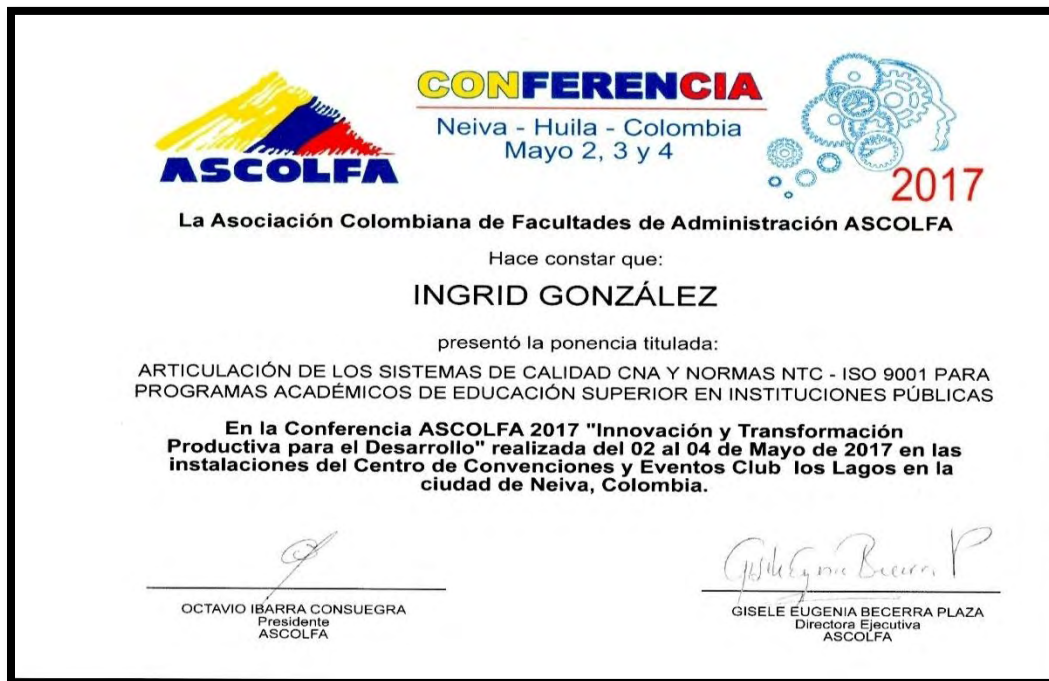 ASCOLFA
CONFERENCIA
Neiva - Huila - Colombia
Mayo 2, 3 y 4
2017
La Asociación Colombiana de Facultades de Administración ASCOLFA
Hace constar que:
INGRID GONZÁLEZ
presentó la ponencia titulada:
ARTICULACIÓN DE LOS SISTEMAS DE CALIDAD CNA Y NORMAS NTC - ISO 9001 PARA
PROGRAMAS ACADÉMICOS DE EDUCACIÓN SUPERIOR EN INSTITUCIONES PÚBLICAS
En la Conferencia ASCOLFA 2017 "Innovación y Transformación
Productiva para el Desarrollo" realizada del 02 al 04 de Mayo de 2017 en las
instalaciones del Centro de Convenciones y Eventos Club los Lagos en la
ciudad de Neiva, Colombia.
Gisele Eugenia Becerra P
OCTAVIO IBARRA CONSUEGRA
Presidente
ASCOLFA
GISELE EUGENIA BECERRA PLAZA
Directora Ejecutiva
ASCOLFA